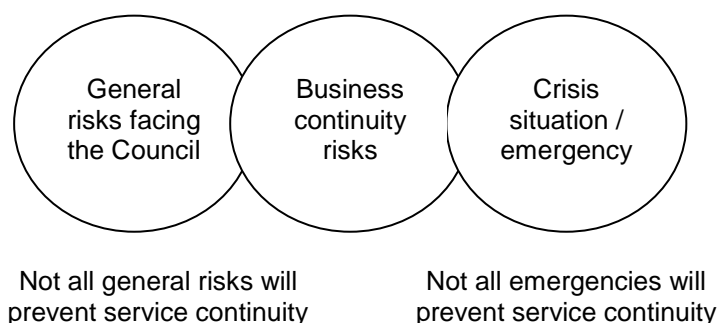 General
risks facing
the Council
Business
continuity
risks
Crisis
situation /
emergency
Not all general risks will
prevent service continuity
Not all emergencies will
prevent service continuity